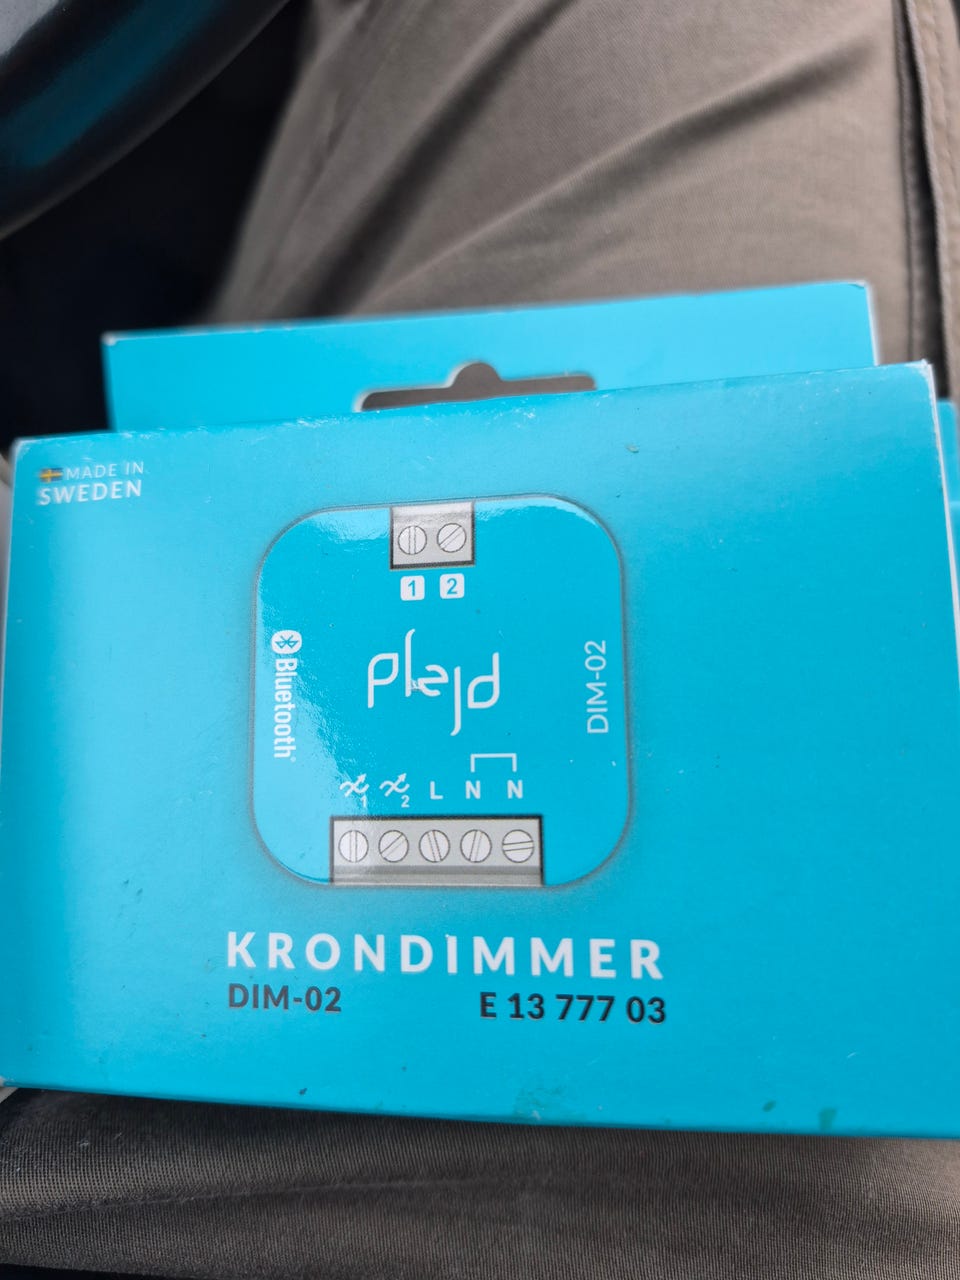 MADE IN
SWEDEN
1 2
Bluetooth®
plejd
DIM-02
1 2 L N N
KRONDIMMER
DIM-02 E 13 777 03